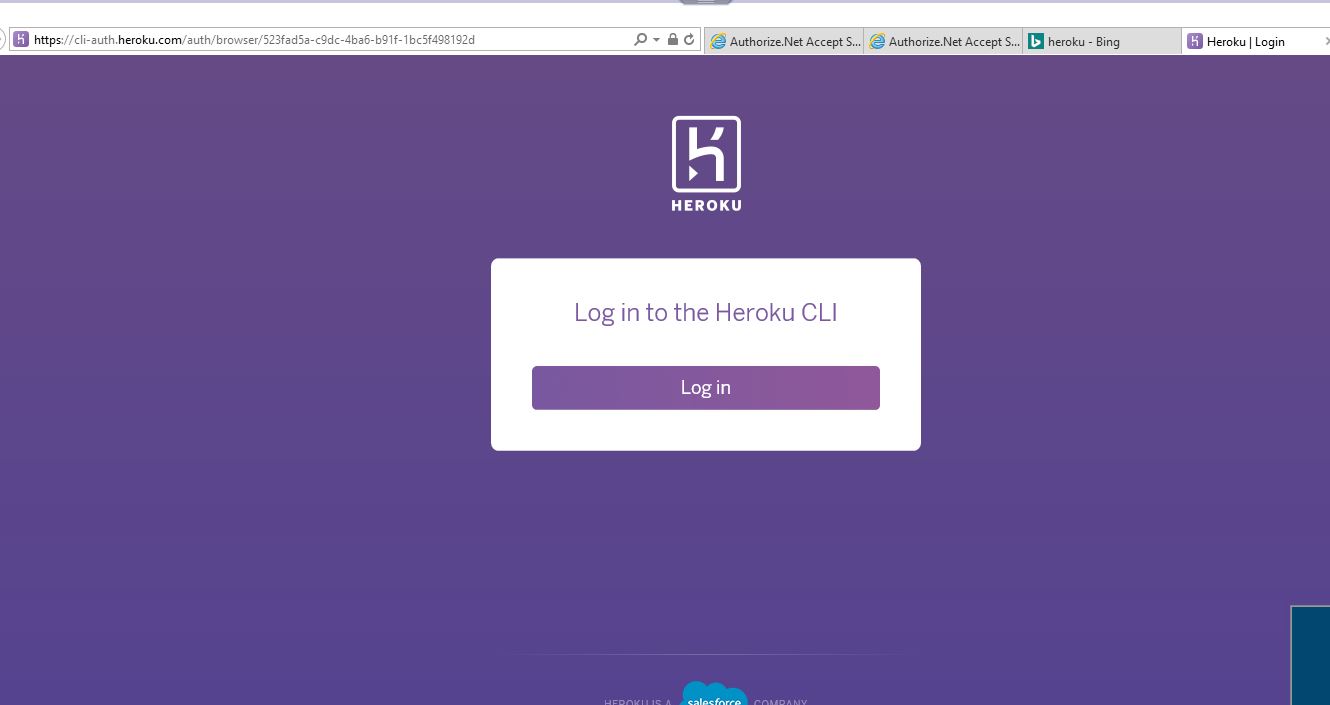 https://cli-auth.heroku.com/auth/browser/523fad5a-c9dc-4ba6-b91f-1bc5f498192d
Authorize.Net Accept S...
Authorize.Net Accept S...
heroku - Bing
Heroku | Login
HEROKU
Log in to the Heroku CLI
Log in
HEROKU IS A salesforce COMPANY